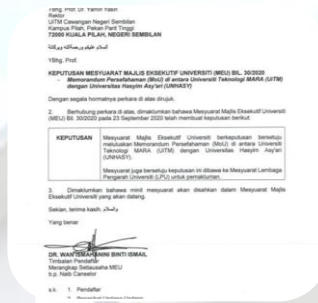 YBhg. Prof. Dr. Yamin Yasin
Rektor
UiTM Cawangan Negeri Sembilan
Kampus Pilah, Pekan Parit Tinggi
72000 KUALA PILAH, NEGERI SEMBILAN
السلام عليكم ورحمة الله وبركاته
YBhg. Prof.
KEPUTUSAN MESYUARAT MAJLIS EKSEKUTIF UNIVERSITI (MEU) BIL. 30/2020
- Memorandum Persefahaman (MoU) di antara Universiti Teknologi MARA (UiTM)
dengan Universitas Hasyim Asy'ari (UNHASY)
Dengan segala hormatnya perkara di atas dirujuk.
2. Berhubung perkara di atas, dimaklumkan bahawa Mesyuarat Majlis Eksekutif Universiti
(MEU) Bil. 30/2020 pada 23 September 2020 telah membuat keputusan berikut:
KEPUTUSAN Mesyuarat Majlis Eksekutif Universiti berkeputusan bersetuju
meluluskan Memorandum Persefahaman (MoU) di antara Universiti
Teknologi MARA (UiTM) dengan Universitas Hasyim Asy'ari
(UNHASY).
Mesyuarat juga bersetuju keputusan ini dibawa ke Mesyuarat Lembaga
Pengarah Universiti (LPU) untuk pemakluman.
3. Dimaklumkan bahawa minit mesyuarat akan disahkan dalam Mesyuarat Majlis
Eksekutif Universiti yang akan datang.
Sekian, terima kasih. والسلام
Yang benar
DR. WAN ISMAHANINI BINTI ISMAIL
Timbalan Pendaftar
Merangkap Setiausaha MEU
b.p. Naib Canselor
s.k. 1. Penerima
2.